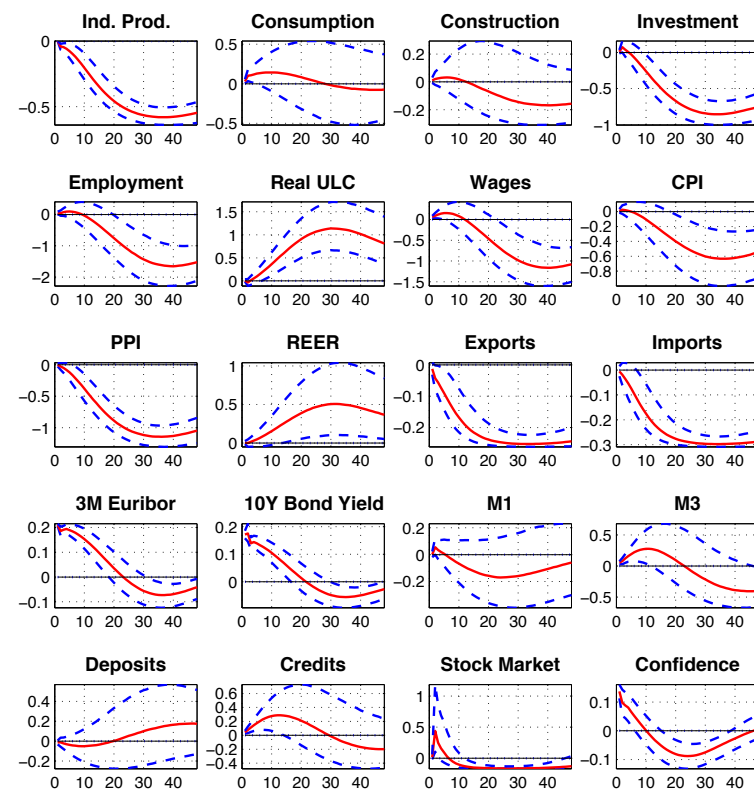 Ind. Prod. Consumption Construction Investment
0 0.5 0.2 0
−0.5 0 0 −0.5
−0.5 −0.2 −1
0 10 20 30 40 0 10 20 30 40 0 10 20 30 40 0 10 20 30 40
Employment Real ULC Wages CPI
0 1.5 0 0
−1 1 −0.5 −0.2
−2 0.5 −1 −0.4
0 −1.5 −0.6
−0.8
0 10 20 30 40 0 10 20 30 40 0 10 20 30 40 0 10 20 30 40
PPI REER Exports Imports
0 1 0 0
−0.5 0.5 −0.1 −0.1
−1 0 −0.2 −0.2
−0.3
0 10 20 30 40 0 10 20 30 40 0 10 20 30 40 0 10 20 30 40
3M Euribor 10Y Bond Yield M1 M3
0.2 0.2 0.2 0.5
0.1 0.1 0 0
0 0 −0.2 −0.5
−0.1
0 10 20 30 40 0 10 20 30 40 0 10 20 30 40 0 10 20 30 40
Deposits Credits Stock Market Confidence
0.4 0.6 1 0.1
0.2 0.4 0.5 0
0 0.2 0 −0.1
−0.2 0
−0.2
−0.4
0 10 20 30 40 0 10 20 30 40 0 10 20 30 40 0 10 20 30 40